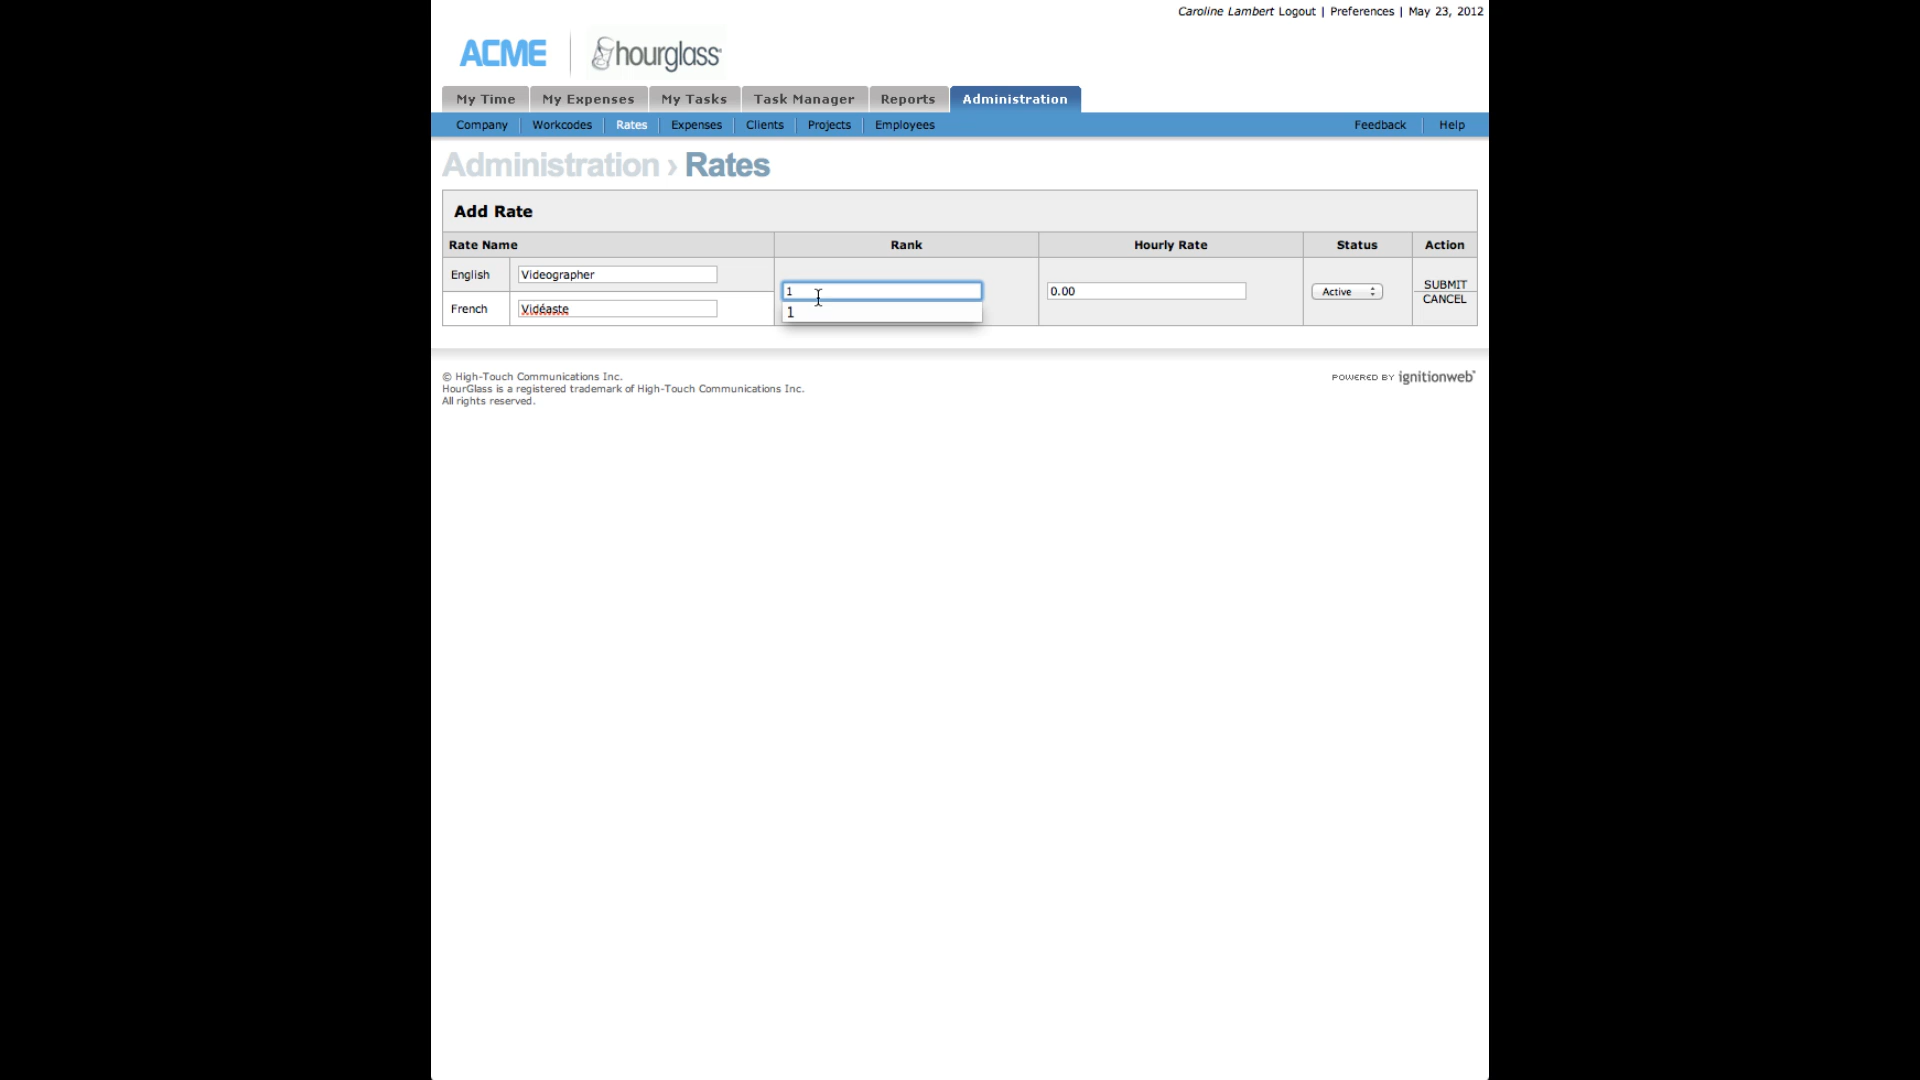 Caroline Lambert Logout | Preferences | May 23, 2012
ACME hourglass
My Time My Expenses My Tasks Task Manager Reports Administration
Company Workcodes Rates Expenses Clients Projects Employees Feedback Help
Administration › Rates
Add Rate
Rate Name Rank Hourly Rate Status Action
English Videographer
1 0.00 Active SUBMIT
CANCEL
French Vidéaste
1
© High-Touch Communications Inc. POWERED BY ignitionweb
HourGlass is a registered trademark of High-Touch Communications Inc.
All rights reserved.